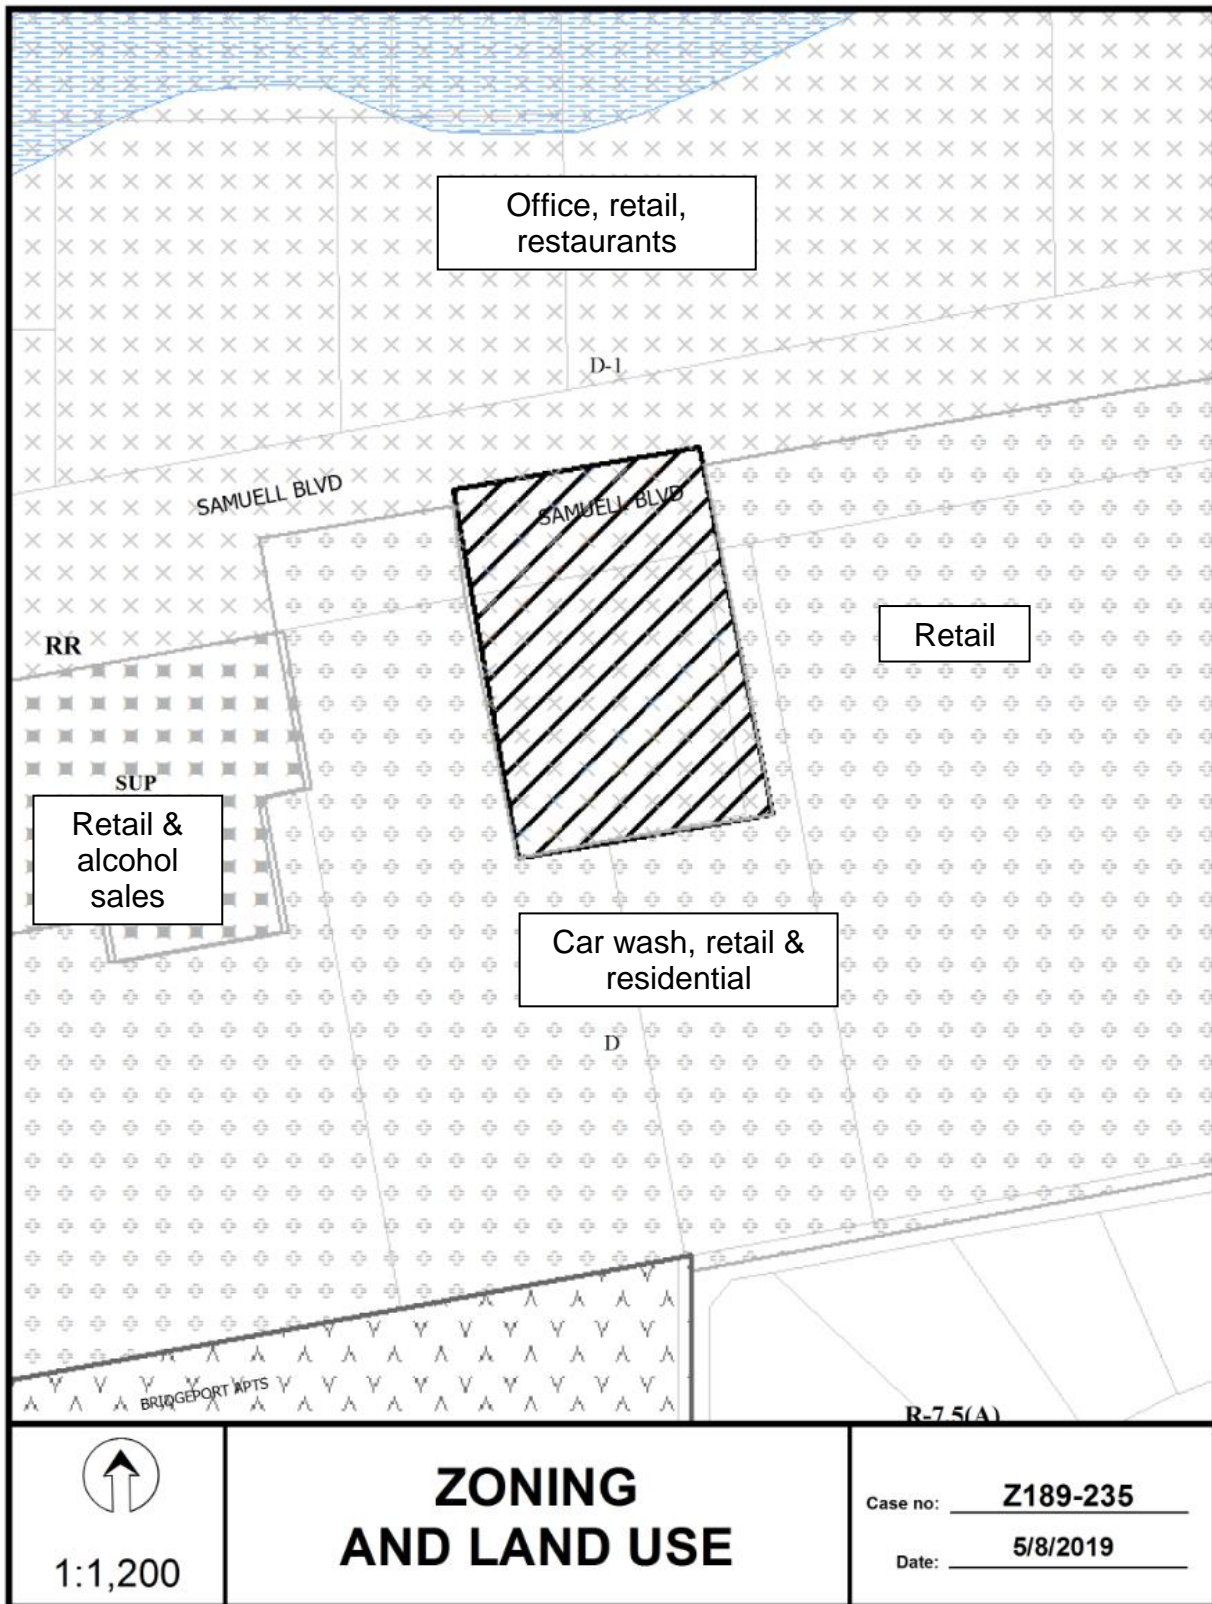 Office, retail,
restaurants
D-1
SAMUELL BLVD
SAMUELL BLVD
RR
Retail
SUP
Retail &
alcohol
sales
Car wash, retail &
residential
D
BRIDGEPORT APTS
R-7.5(A)
1:1,200
ZONING
AND LAND USE
Case no: Z189-235
Date: 5/8/2019